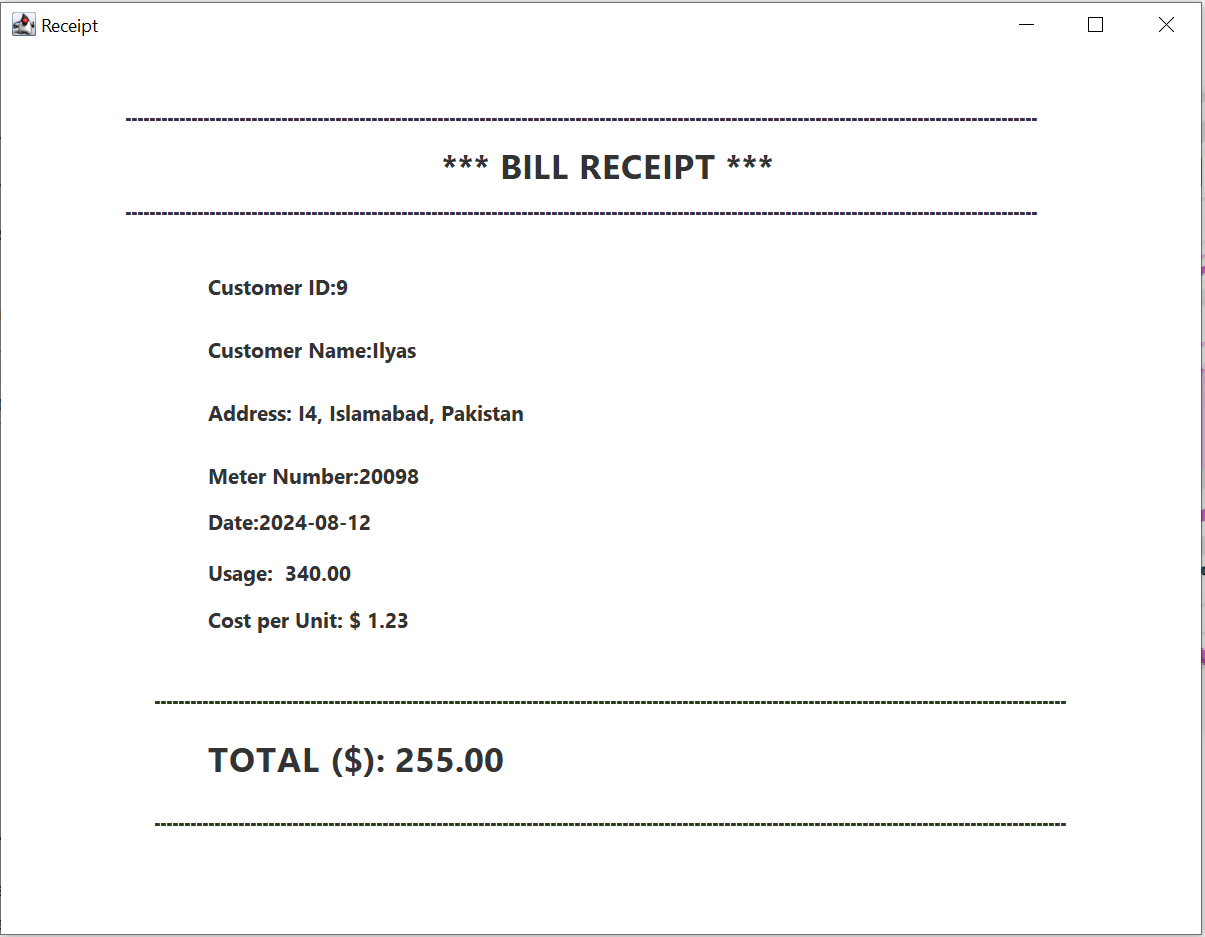 Receipt
*** BILL RECEIPT ***
Customer ID:9
Customer Name:Ilyas
Address: I4, Islamabad, Pakistan
Meter Number:20098
Date:2024-08-12
Usage:  340.00
Cost per Unit: $ 1.23
TOTAL ($): 255.00